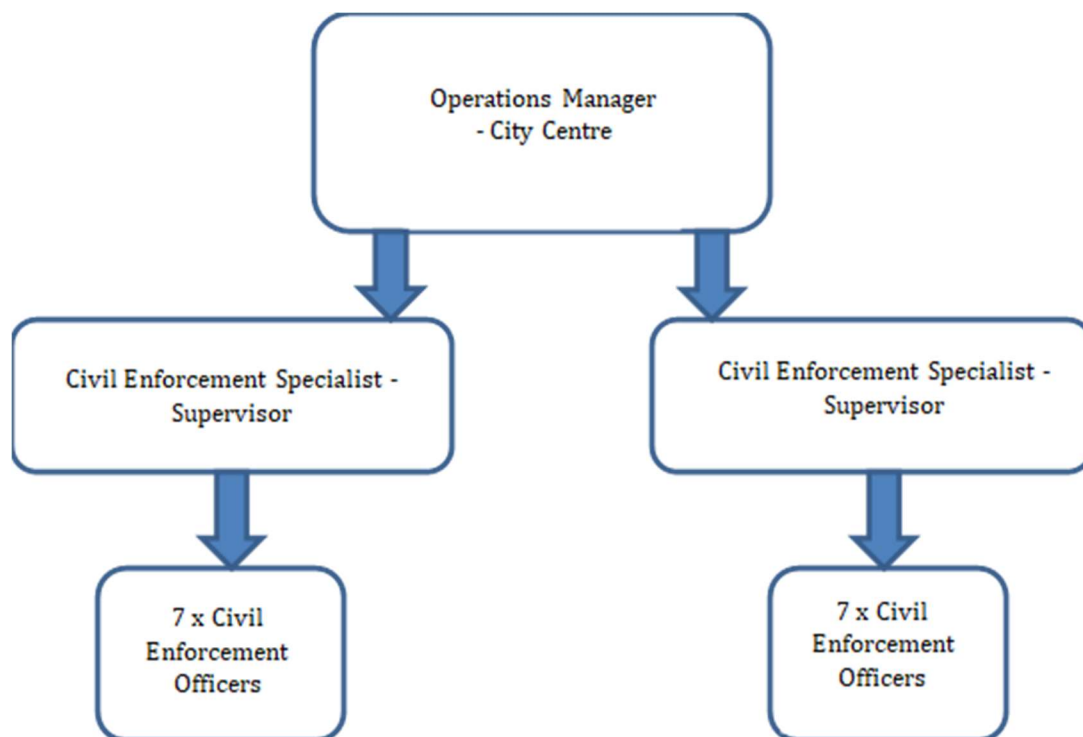 Operations Manager
- City Centre
Civil Enforcement Specialist -
Supervisor
Civil Enforcement Specialist -
Supervisor
7 x Civil
Enforcement
Officers
7 x Civil
Enforcement
Officers